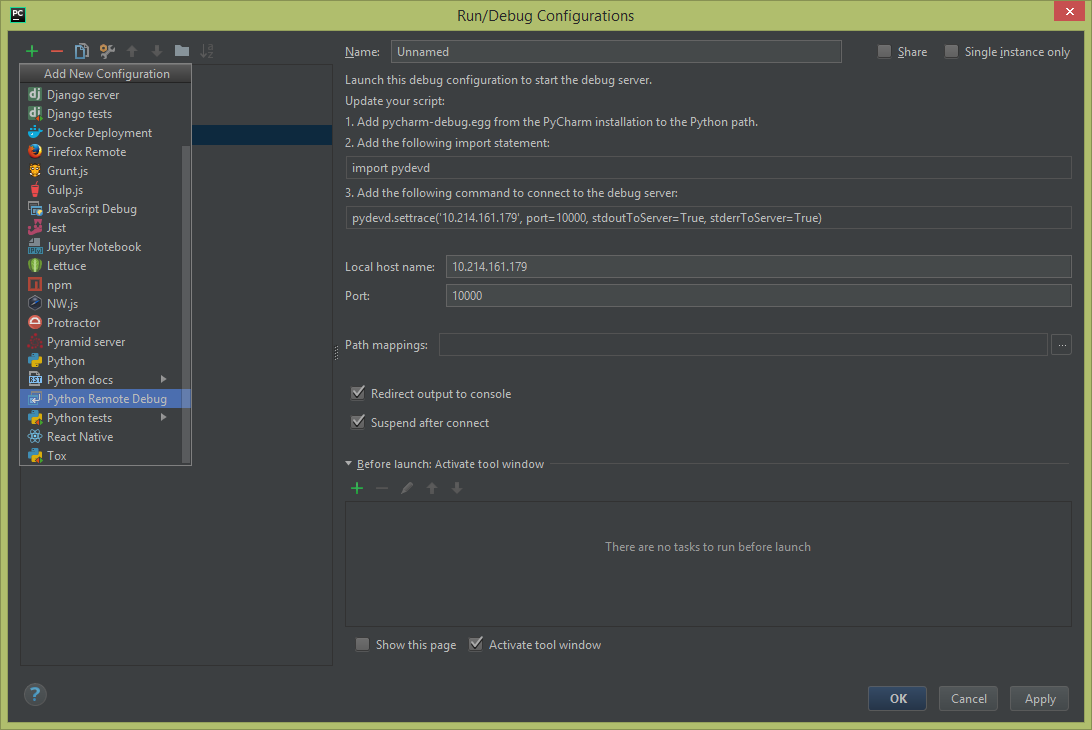 PC
Run/Debug Configurations
Add New Configuration
Django server
Django tests
Docker Deployment
Firefox Remote
Grunt.js
Gulp.js
JavaScript Debug
Jest
Jupyter Notebook
Lettuce
npm
NW.js
Protractor
Pyramid server
Python
Python docs
Python Remote Debug
Python tests
React Native
Tox
Name: Unnamed
Share
Single instance only
Launch this debug configuration to start the debug server.
Update your script:
1. Add pycharm-debug.egg from the PyCharm installation to the Python path.
2. Add the following import statement:
import pydevd
3. Add the following command to connect to the debug server:
pydevd.settrace('10.214.161.179', port=10000, stdoutToServer=True, stderrToServer=True)
Local host name: 10.214.161.179
Port: 10000
Path mappings: ...
Redirect output to console
Suspend after connect
Before launch: Activate tool window
There are no tasks to run before launch
Show this page
Activate tool window
?
OK
Cancel
Apply